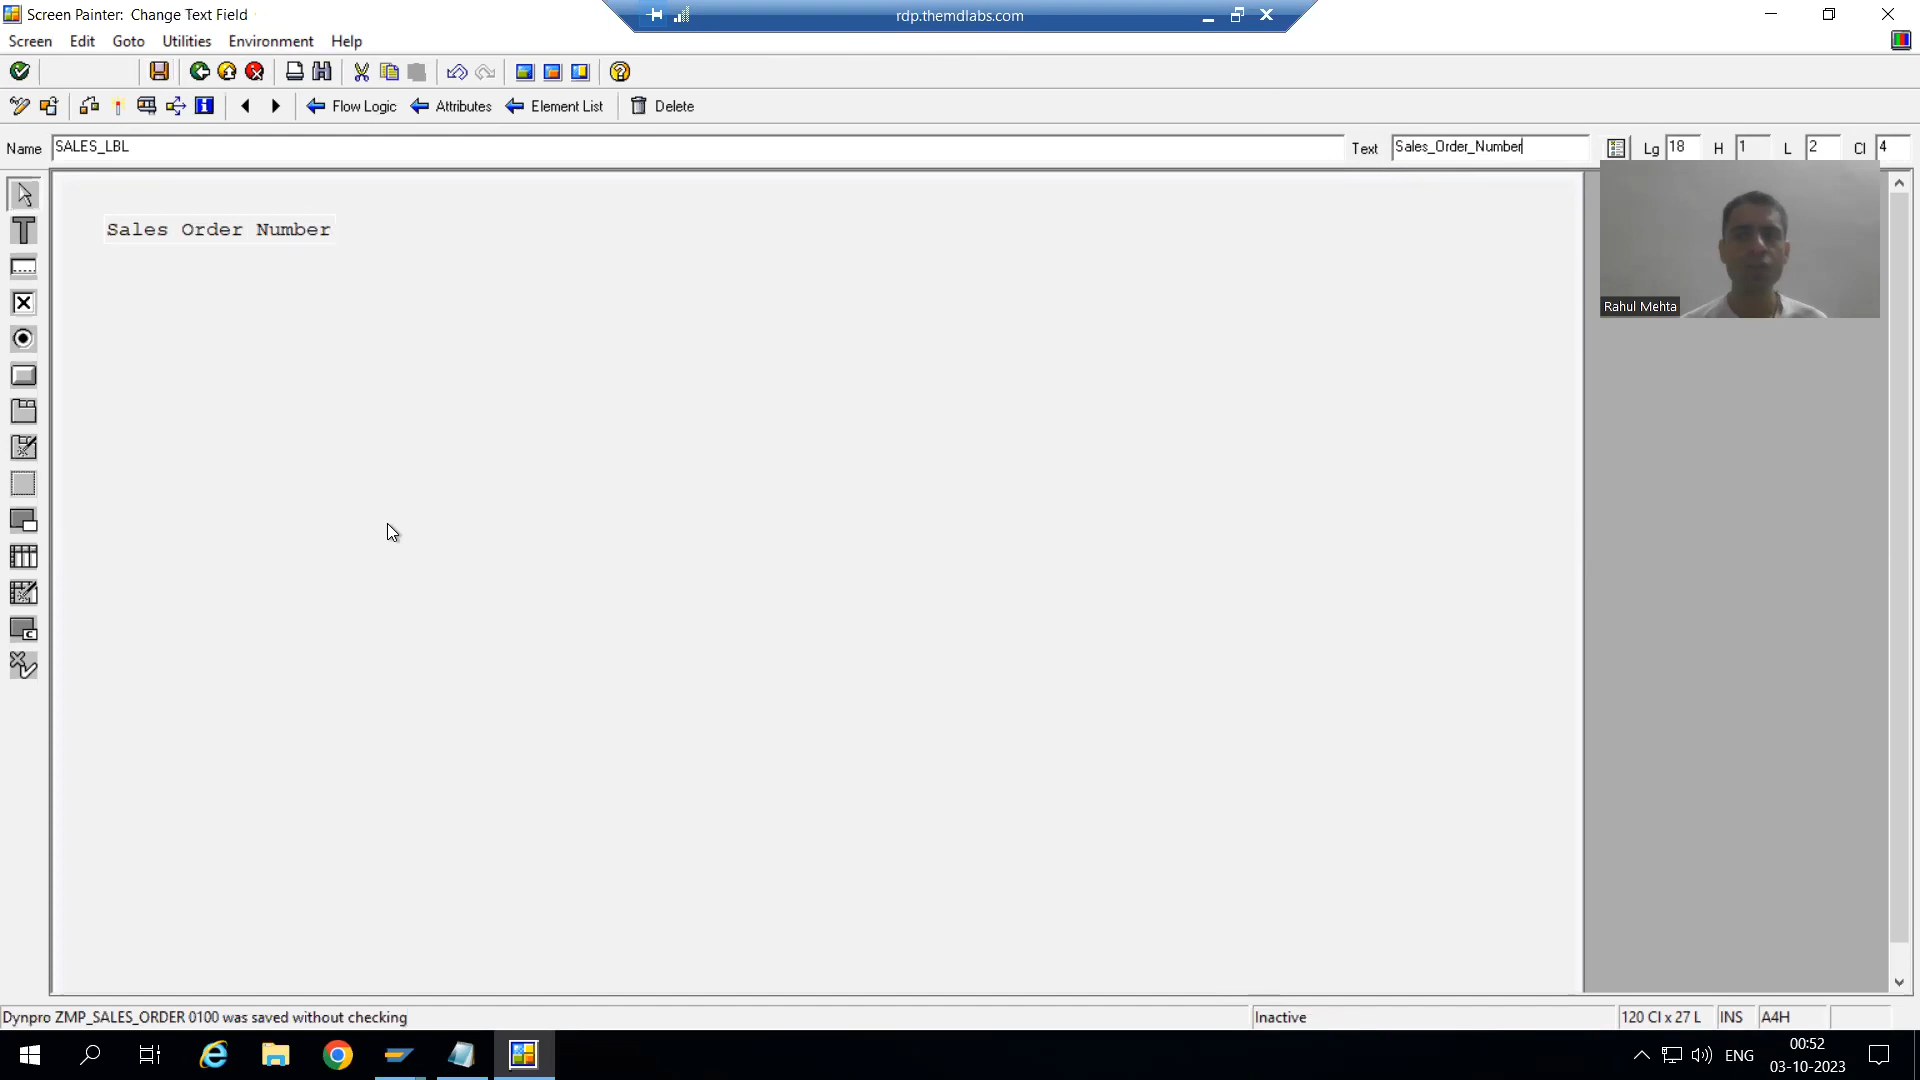 Screen Painter: Change Text Field
rdp.themdlabs.com
Screen Edit Goto Utilities Environment Help
Flow Logic Attributes Element List Delete
Name SALES_LBL Text Sales_Order_Number Lg 18 H 1 L 2 Cl 4
Sales Order Number
Rahul Mehta
Dynpro ZMP_SALES_ORDER 0100 was saved without checking Inactive 120 Cl x 27 L INS A4H
ENG 00:52
03-10-2023